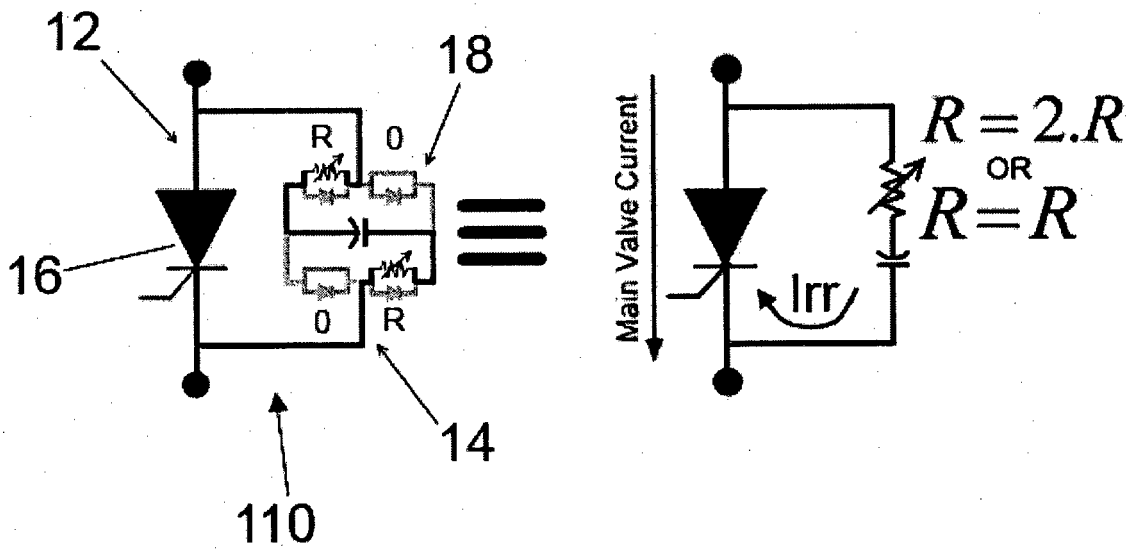 12
18
R
0
16
0
R
14
110
Main Valve Current
R = 2.R
OR
R = R
Irr